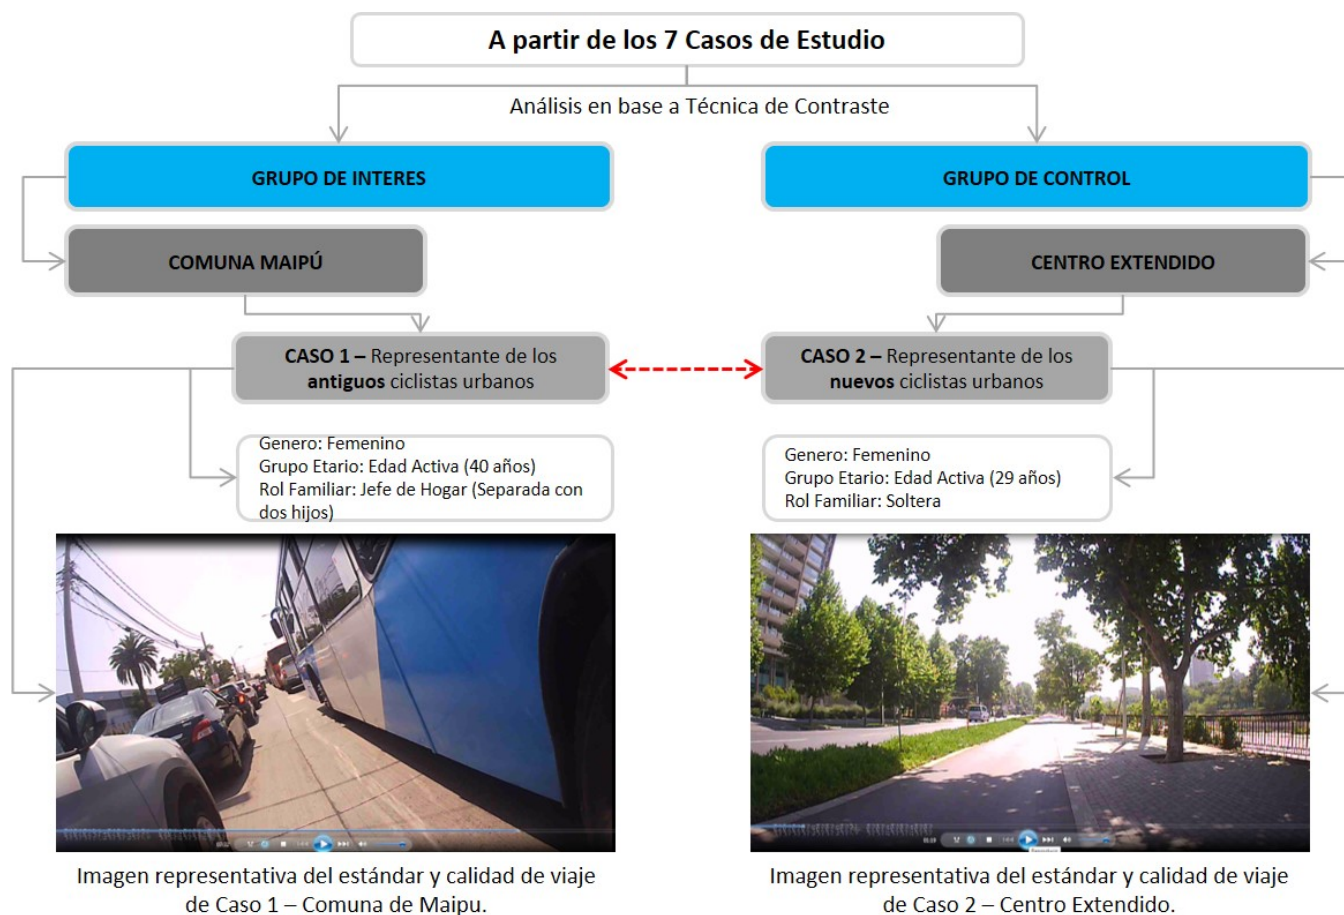 A partir de los 7 Casos de Estudio
Análisis en base a Técnica de Contraste
GRUPO DE INTERES
GRUPO DE CONTROL
COMUNA MAIPÚ
CENTRO EXTENDIDO
CASO 1 – Representante de los
antiguos ciclistas urbanos
CASO 2 – Representante de los
nuevos ciclistas urbanos
Genero: Femenino
Grupo Etario: Edad Activa (40 años)
Rol Familiar: Jefe de Hogar (Separada con
dos hijos)
Genero: Femenino
Grupo Etario: Edad Activa (29 años)
Rol Familiar: Soltera
Imagen representativa del estándar y calidad de viaje
de Caso 1 – Comuna de Maipu.
Imagen representativa del estándar y calidad de viaje
de Caso 2 – Centro Extendido.